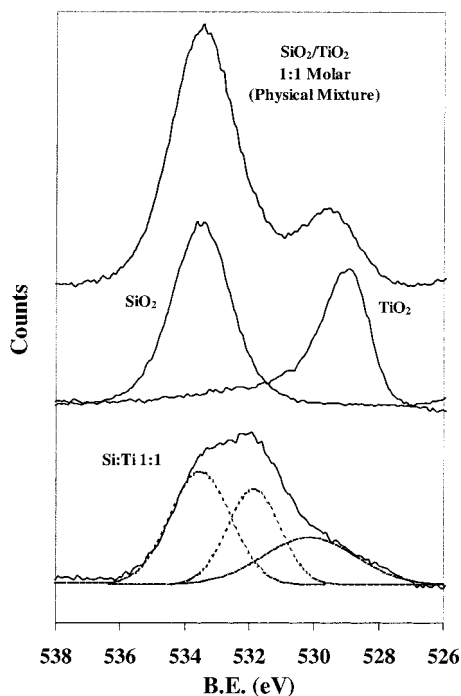 SiO₂/TiO₂
1:1 Molar
(Physical Mixture)
SiO₂
TiO₂
Counts
Si:Ti 1:1
538 536 534 532 530 528 526
B.E. (eV)